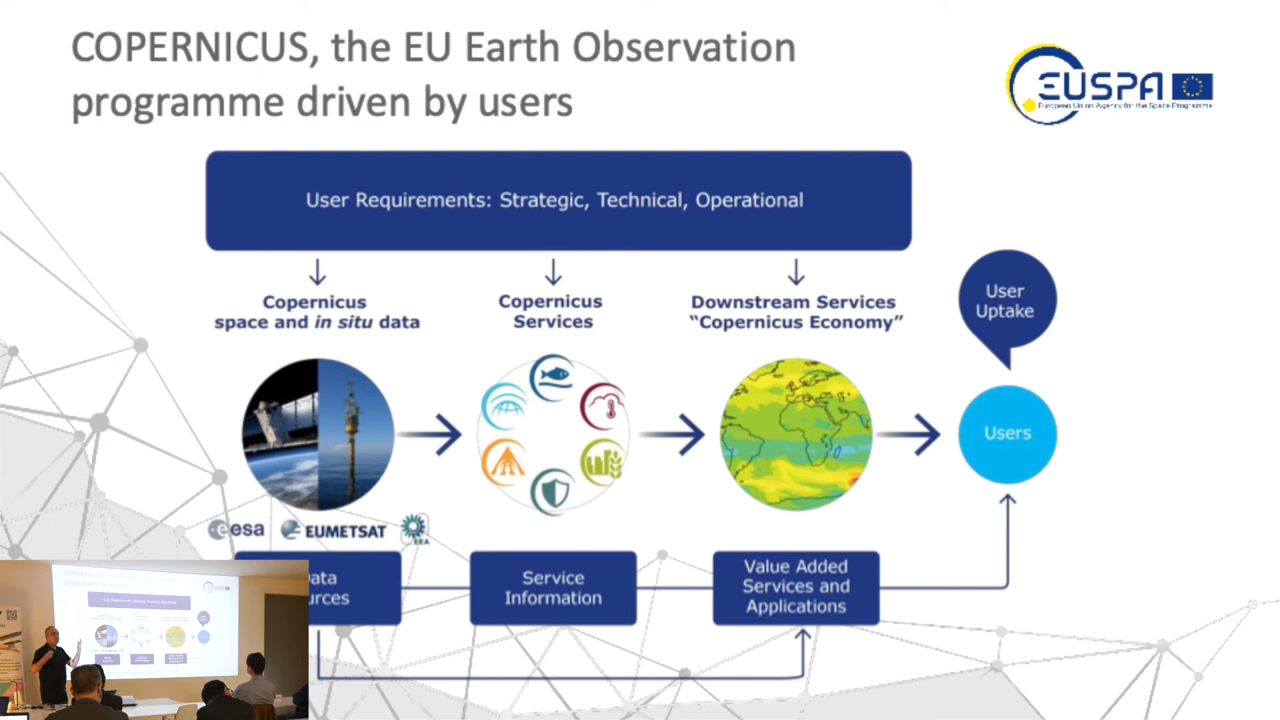 COPERNICUS, the EU Earth Observation
programme driven by users
EUSPA
European Union Agency for the Space Programme
User Requirements: Strategic, Technical, Operational
Copernicus
space and in situ data
Copernicus
Services
Downstream Services
“Copernicus Economy”
User
Uptake
Users
esa
EUMETSAT
EEA
Service
Information
Value Added
Services and
Applications